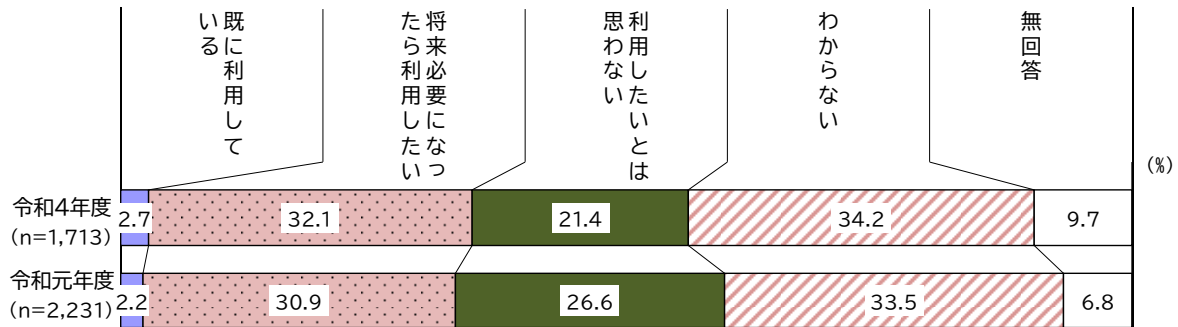 既に利用して
いる
将来必要になっ
たら利用したい
利用したいとは
思わない
わからない
無回答
(%)
令和4年度
(n=1,713)
2.7
32.1
21.4
34.2
9.7
令和元年度
(n=2,231)
2.2
30.9
26.6
33.5
6.8